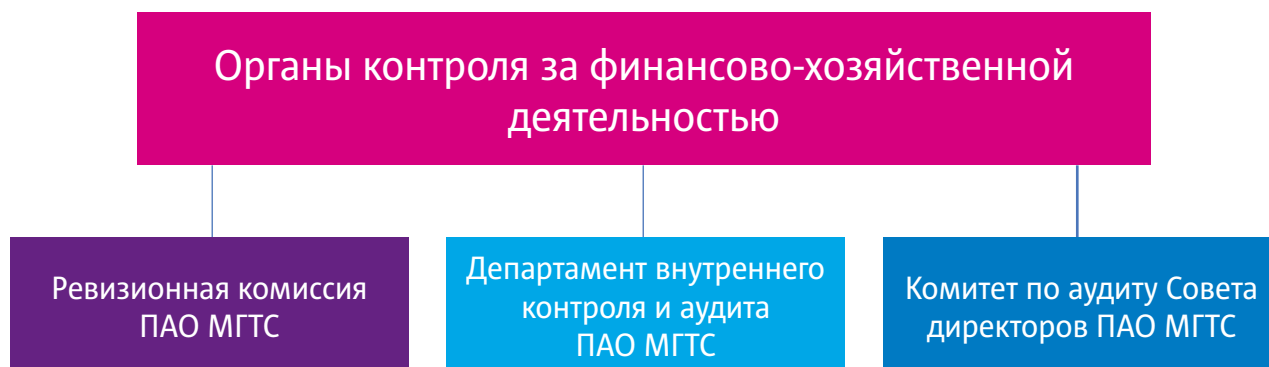 Органы контроля за финансово-хозяйственной
деятельностью
Ревизионная комиссия
ПАО МГТС
Департамент внутреннего
контроля и аудита
ПАО МГТС
Комитет по аудиту Совета
директоров ПАО МГТС